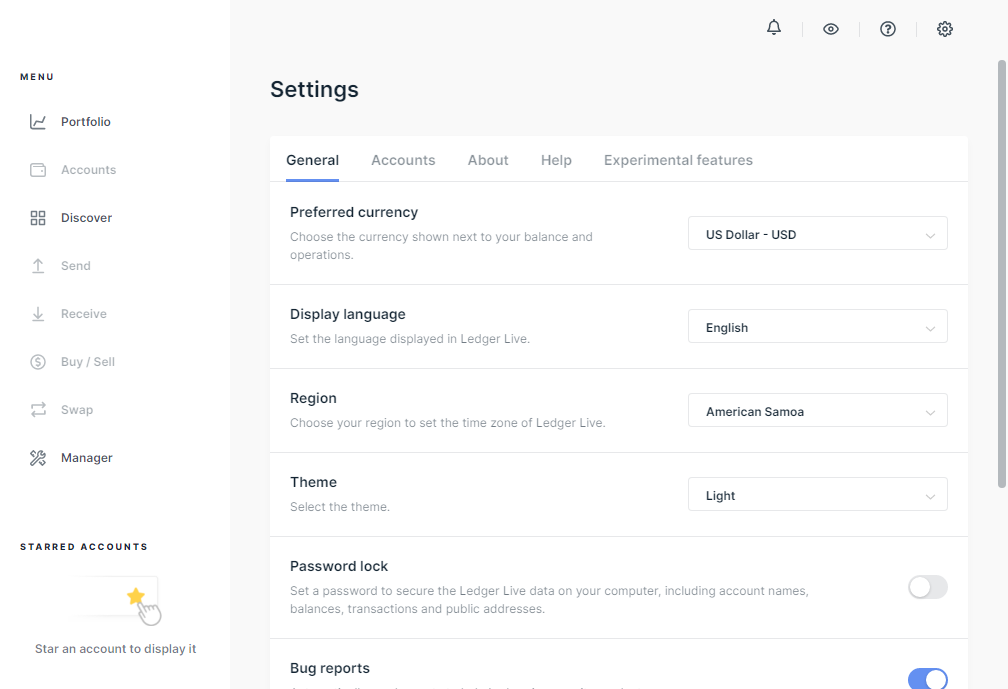 MENU
Portfolio
Accounts
Discover
Send
Receive
Buy / Sell
Swap
Manager
STARRED ACCOUNTS
Star an account to display it
Settings
General
Accounts
About
Help
Experimental features
Preferred currency
Choose the currency shown next to your balance and
operations.
US Dollar - USD
Display language
Set the language displayed in Ledger Live.
English
Region
Choose your region to set the time zone of Ledger Live.
American Samoa
Theme
Select the theme.
Light
Password lock
Set a password to secure the Ledger Live data on your computer, including account names,
balances, transactions and public addresses.
Bug reports